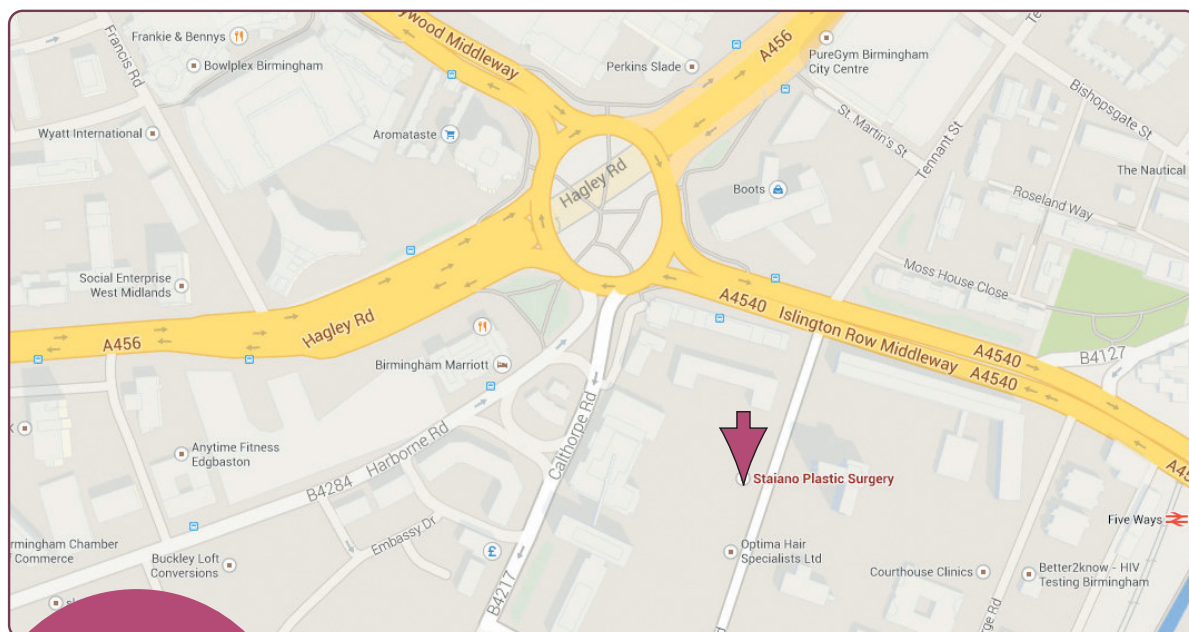 Frankie & Bennys
Bowlplex Birmingham
Francis Rd
ywood Middleway
Perkins Slade
A456
PureGym Birmingham
City Centre
Bishopsgate St
St. Martin's St
Tennant St
Wyatt International
Aromataste
Hagley Rd
Boots
The Nautical
Roseland Way
Moss House Close
Social Enterprise
West Midlands
Hagley Rd
A456
A4540
Islington Row Middleway
A4540
A4540
B4127
Birmingham Marriott
Calthorpe Rd
Anytime Fitness
Edgbaston
B4284
Harborne Rd
Staiano Plastic Surgery
Five Ways
Embassy Dr
rmingham Chamber
Commerce
Buckley Loft
Conversions
£
Optima Hair
Specialists Ltd
Courthouse Clinics
Better2know - HIV
Testing Birmingham
B4217